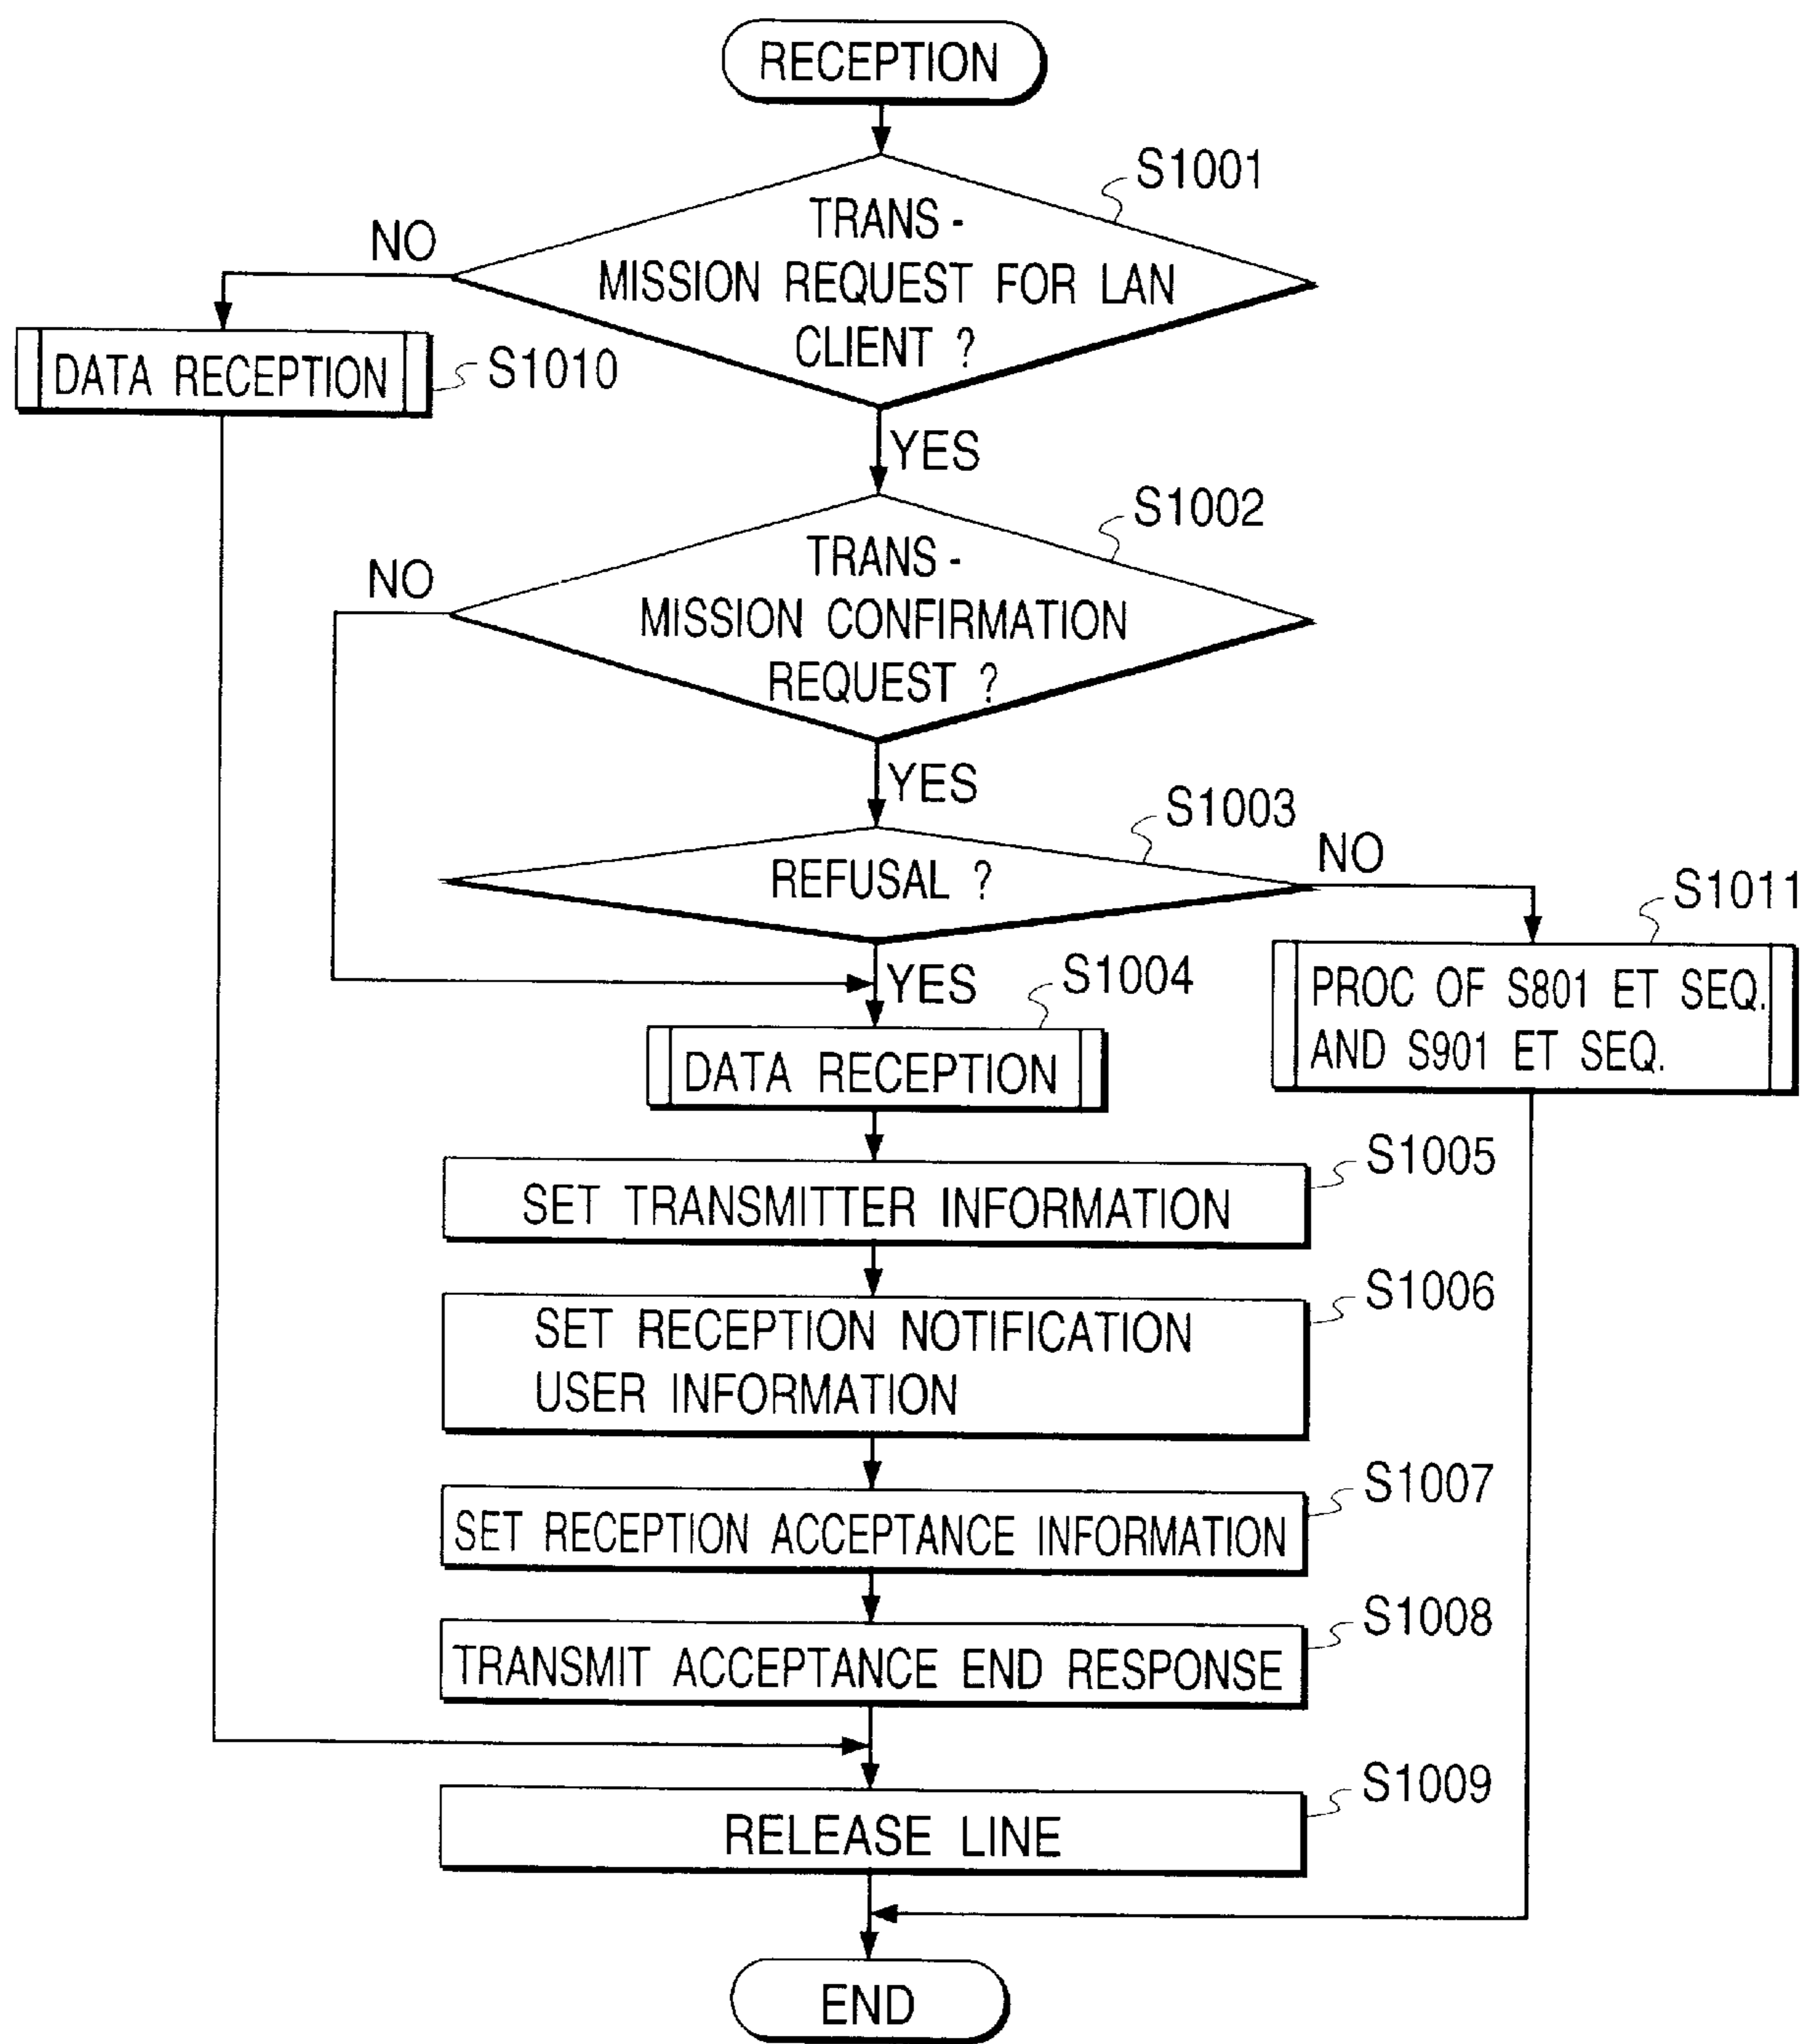 RECEPTION
S1001
TRANS -
MISSION REQUEST FOR LAN
CLIENT ?
NO
DATA RECEPTION
S1010
YES
S1002
TRANS -
MISSION CONFIRMATION
REQUEST ?
NO
YES
S1003
REFUSAL ?
NO
S1011
PROC OF S801 ET SEQ.
AND S901 ET SEQ.
YES
S1004
DATA RECEPTION
S1005
SET TRANSMITTER INFORMATION
S1006
SET RECEPTION NOTIFICATION
USER INFORMATION
S1007
SET RECEPTION ACCEPTANCE INFORMATION
S1008
TRANSMIT ACCEPTANCE END RESPONSE
S1009
RELEASE LINE
END